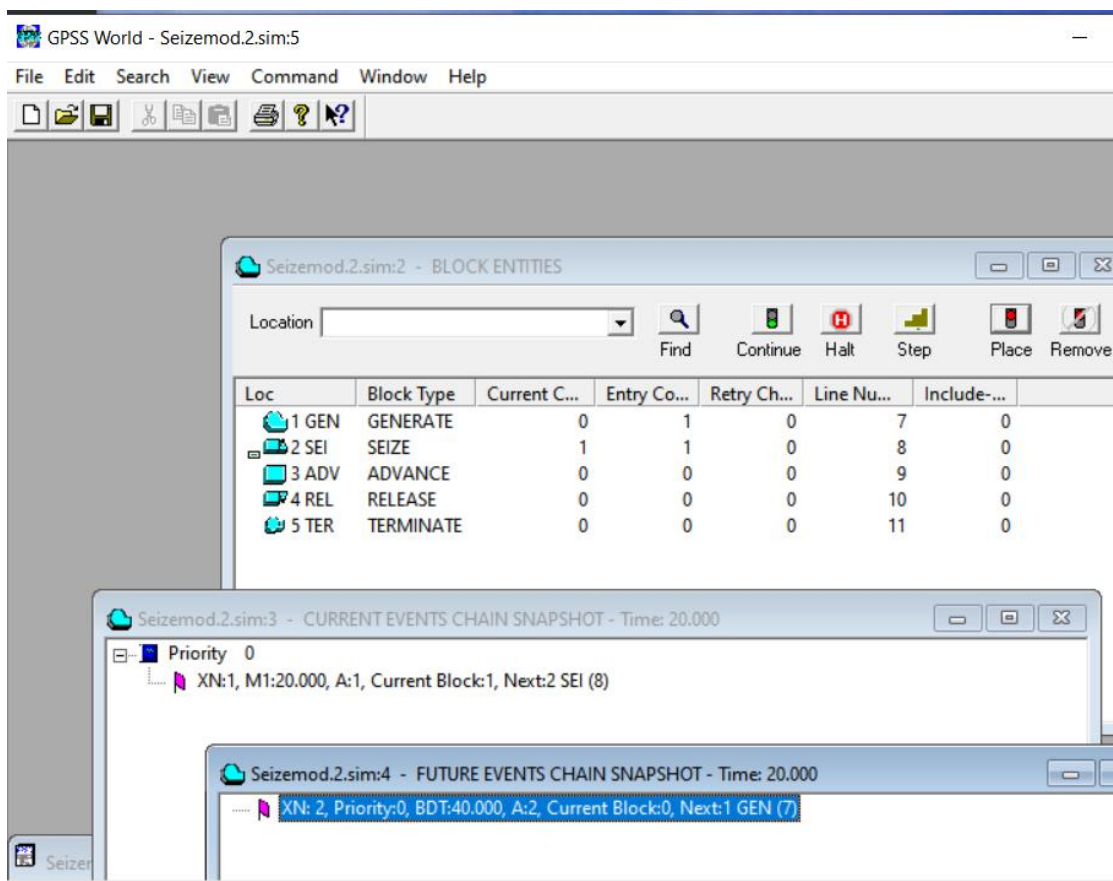 GPSS World - Seizemod.2.sim:5
File Edit Search View Command Window Help
Seizemod.2.sim:2 - BLOCK ENTITIES
Location
Find Continue Halt Step Place Remove
Loc Block Type Current C... Entry Co... Retry Ch... Line Nu... Include-...
1 GEN GENERATE 0 1 0 7 0
2 SEI SEIZE 1 1 0 8 0
3 ADV ADVANCE 0 0 0 9 0
4 REL RELEASE 0 0 0 10 0
5 TER TERMINATE 0 0 0 11 0
Seizemod.2.sim:3 - CURRENT EVENTS CHAIN SNAPSHOT - Time: 20.000
Priority 0
XN:1, M1:20.000, A:1, Current Block:1, Next:2 SEI (8)
Seizemod.2.sim:4 - FUTURE EVENTS CHAIN SNAPSHOT - Time: 20.000
XN: 2, Priority:0, BDT:40.000, A:2, Current Block:0, Next:1 GEN (7)
Seizer